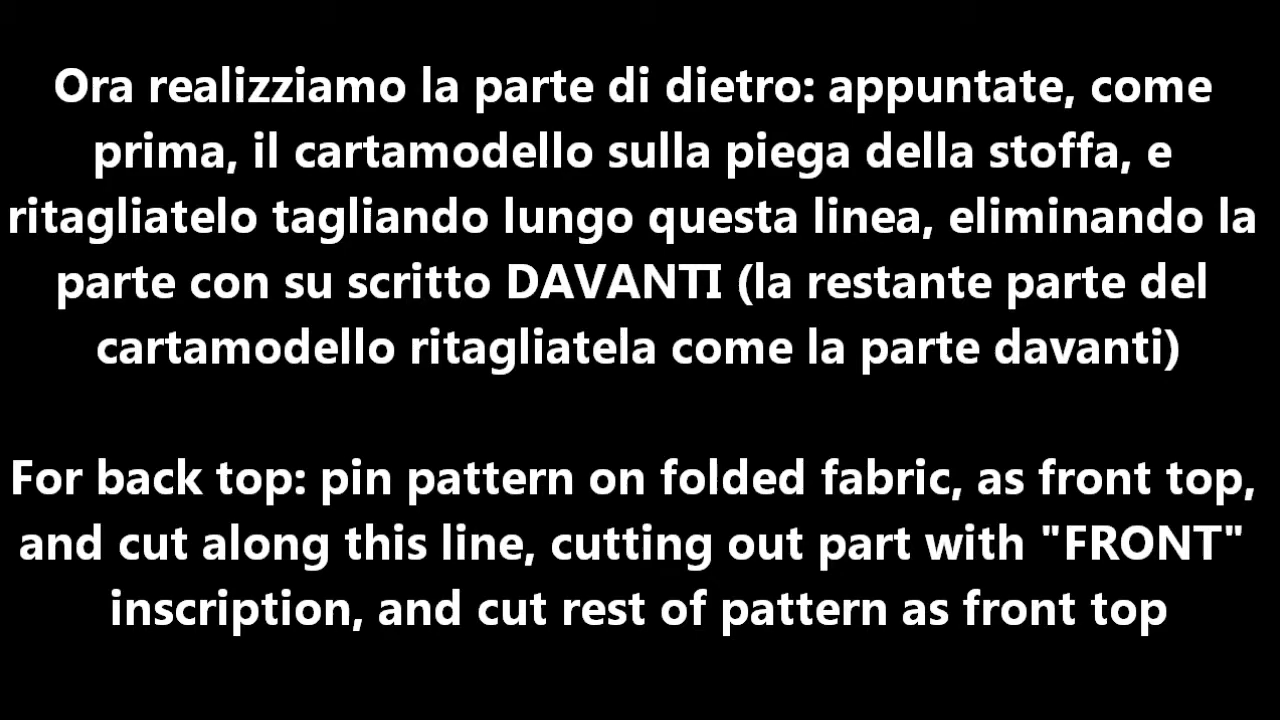 Ora realizziamo la parte di dietro: appuntate, come
prima, il cartamodello sulla piega della stoffa, e
ritagliatelo tagliando lungo questa linea, eliminando la
parte con su scritto DAVANTI (la restante parte del
cartamodello ritagliatela come la parte davanti)
For back top: pin pattern on folded fabric, as front top,
and cut along this line, cutting out part with "FRONT"
inscription, and cut rest of pattern as front top